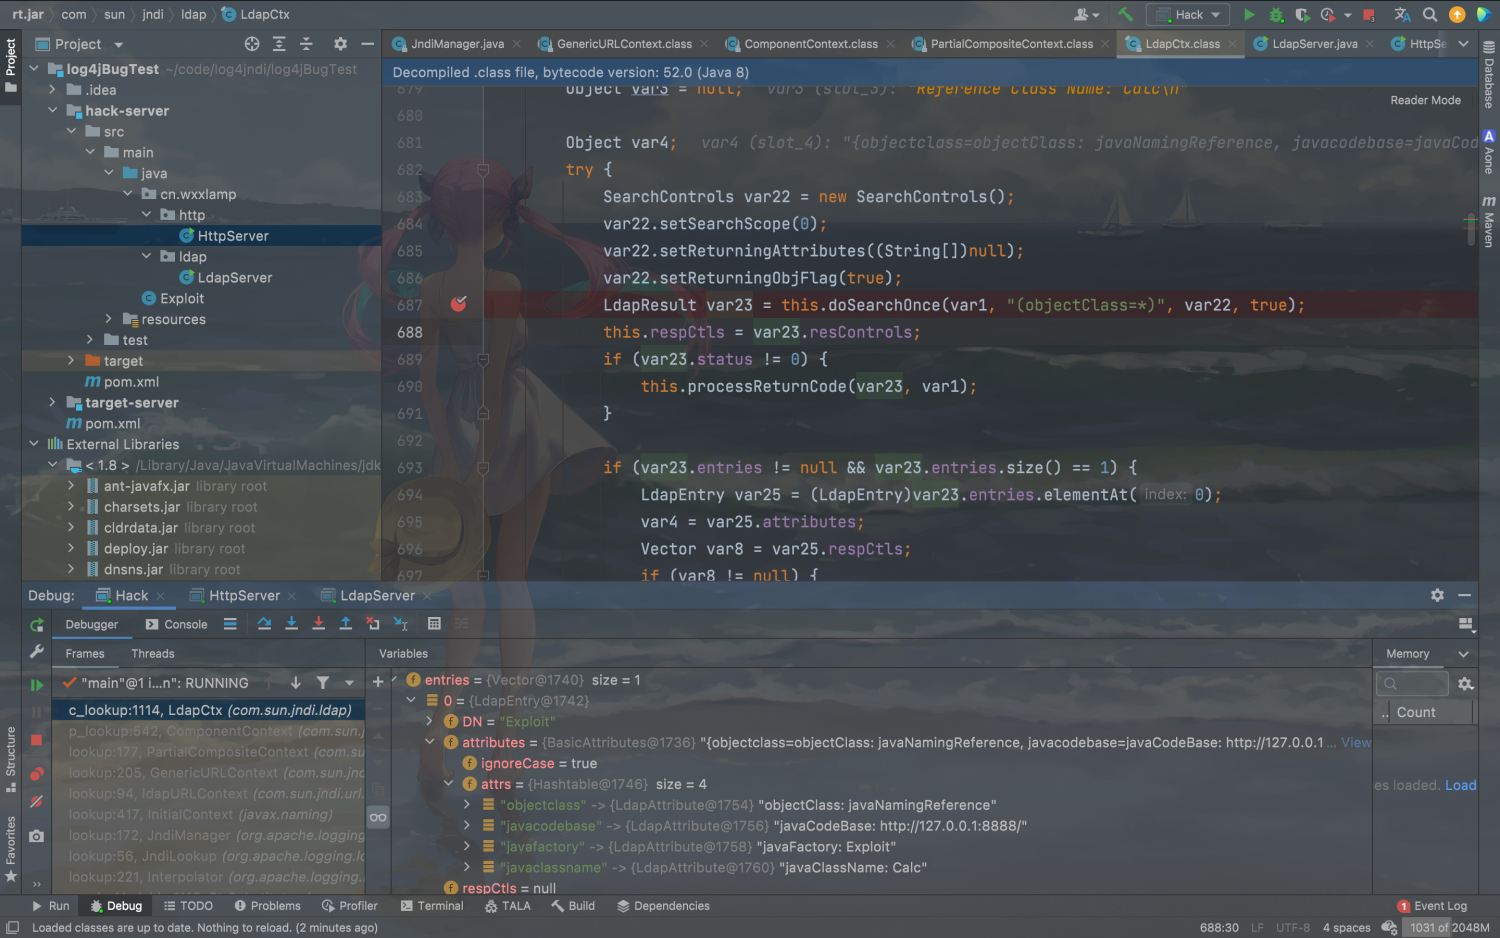 rt.jar › com › sun › jndi › ldap › LdapCtx
Hack
Project
JndiManager.java
GenericURLContext.class
ComponentContext.class
PartialCompositeContext.class
LdapCtx.class
LdapServer.java
HttpSe
Project
log4jBugTest ~/code/log4jndi/log4jBugTest
.idea
hack-server
src
main
java
cn.wxxlamp
http
HttpServer
ldap
LdapServer
Exploit
resources
test
target
pom.xml
target-server
pom.xml
External Libraries
< 1.8 > /Library/Java/JavaVirtualMachines/jdk
ant-javafx.jar library root
charsets.jar library root
cldrdata.jar library root
deploy.jar library root
dnsns.jar library root
Decompiled .class file, bytecode version: 52.0 (Java 8)
Reader Mode
679 Object var3 = null; var3 (slot_3): "Reference Class Name: Calc\n"
680
681 Object var4; var4 (slot_4): "{objectclass=objectClass: javaNamingReference, javacodebase=javaCod
682 try {
683 SearchControls var22 = new SearchControls();
684 var22.setSearchScope(0);
685 var22.setReturningAttributes((String[])null);
686 var22.setReturningObjFlag(true);
687 LdapResult var23 = this.doSearchOnce(var1, "(objectClass=*)", var22, true);
688 this.respCtls = var23.resControls;
689 if (var23.status != 0) {
690 this.processReturnCode(var23, var1);
691 }
692
693 if (var23.entries != null && var23.entries.size() == 1) {
694 LdapEntry var25 = (LdapEntry)var23.entries.elementAt( index: 0);
695 var4 = var25.attributes;
696 Vector var8 = var25.respCtls;
697 if (var8 != null) {
Database
Aone
Maven
Debug: Hack HttpServer LdapServer
Debugger Console
Frames Threads
Variables
Memory
"main"@1 i...n": RUNNING
c_lookup:1114, LdapCtx (com.sun.jndi.ldap)
p_lookup:542, ComponentContext (com.sun.j
lookup:177, PartialCompositeContext (com.su
lookup:205, GenericURLContext (com.sun.jnd
lookup:94, ldapURLContext (com.sun.jndi.url.
lookup:417, InitialContext (javax.naming)
lookup:172, JndiManager (org.apache.logging
lookup:56, JndiLookup (org.apache.logging.lo
lookup:221, Interpolator (org.apache.logging.
entries = {Vector@1740} size = 1
0 = {LdapEntry@1742}
DN = "Exploit"
attributes = {BasicAttributes@1736} "{objectclass=objectClass: javaNamingReference, javacodebase=javaCodeBase: http://127.0.0.1 ... View
ignoreCase = true
attrs = {Hashtable@1746} size = 4
"objectclass" -> {LdapAttribute@1754} "objectClass: javaNamingReference"
"javacodebase" -> {LdapAttribute@1756} "javaCodeBase: http://127.0.0.1:8888/"
"javafactory" -> {LdapAttribute@1758} "javaFactory: Exploit"
"javaclassname" -> {LdapAttribute@1760} "javaClassName: Calc"
respCtls = null
.. Count
es loaded. Load
Structure
Favorites
Run Debug TODO Problems Profiler Terminal TALA Build Dependencies
1 Event Log
Loaded classes are up to date. Nothing to reload. (2 minutes ago)
688:30 LF UTF-8 4 spaces 1031 of 2048M